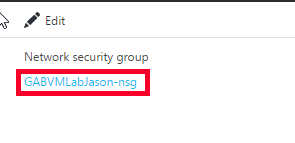 Edit
Network security group
GABVMLabJason-nsg